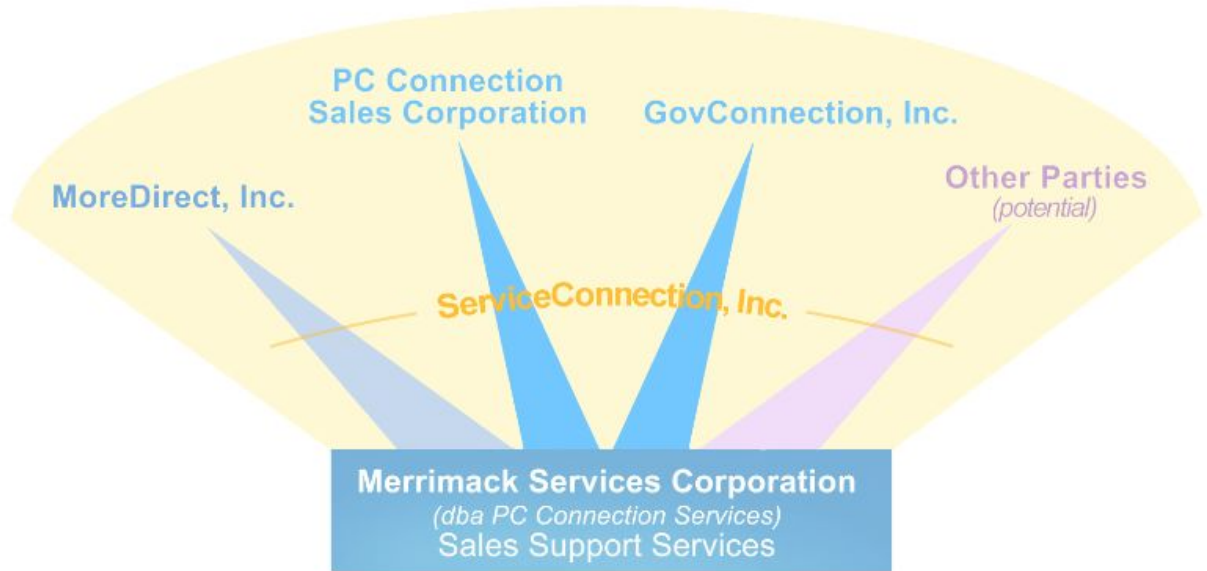 PC Connection
Sales Corporation
GovConnection, Inc.
MoreDirect, Inc.
Other Parties
(potential)
ServiceConnection, Inc.
Merrimack Services Corporation
(dba PC Connection Services)
Sales Support Services